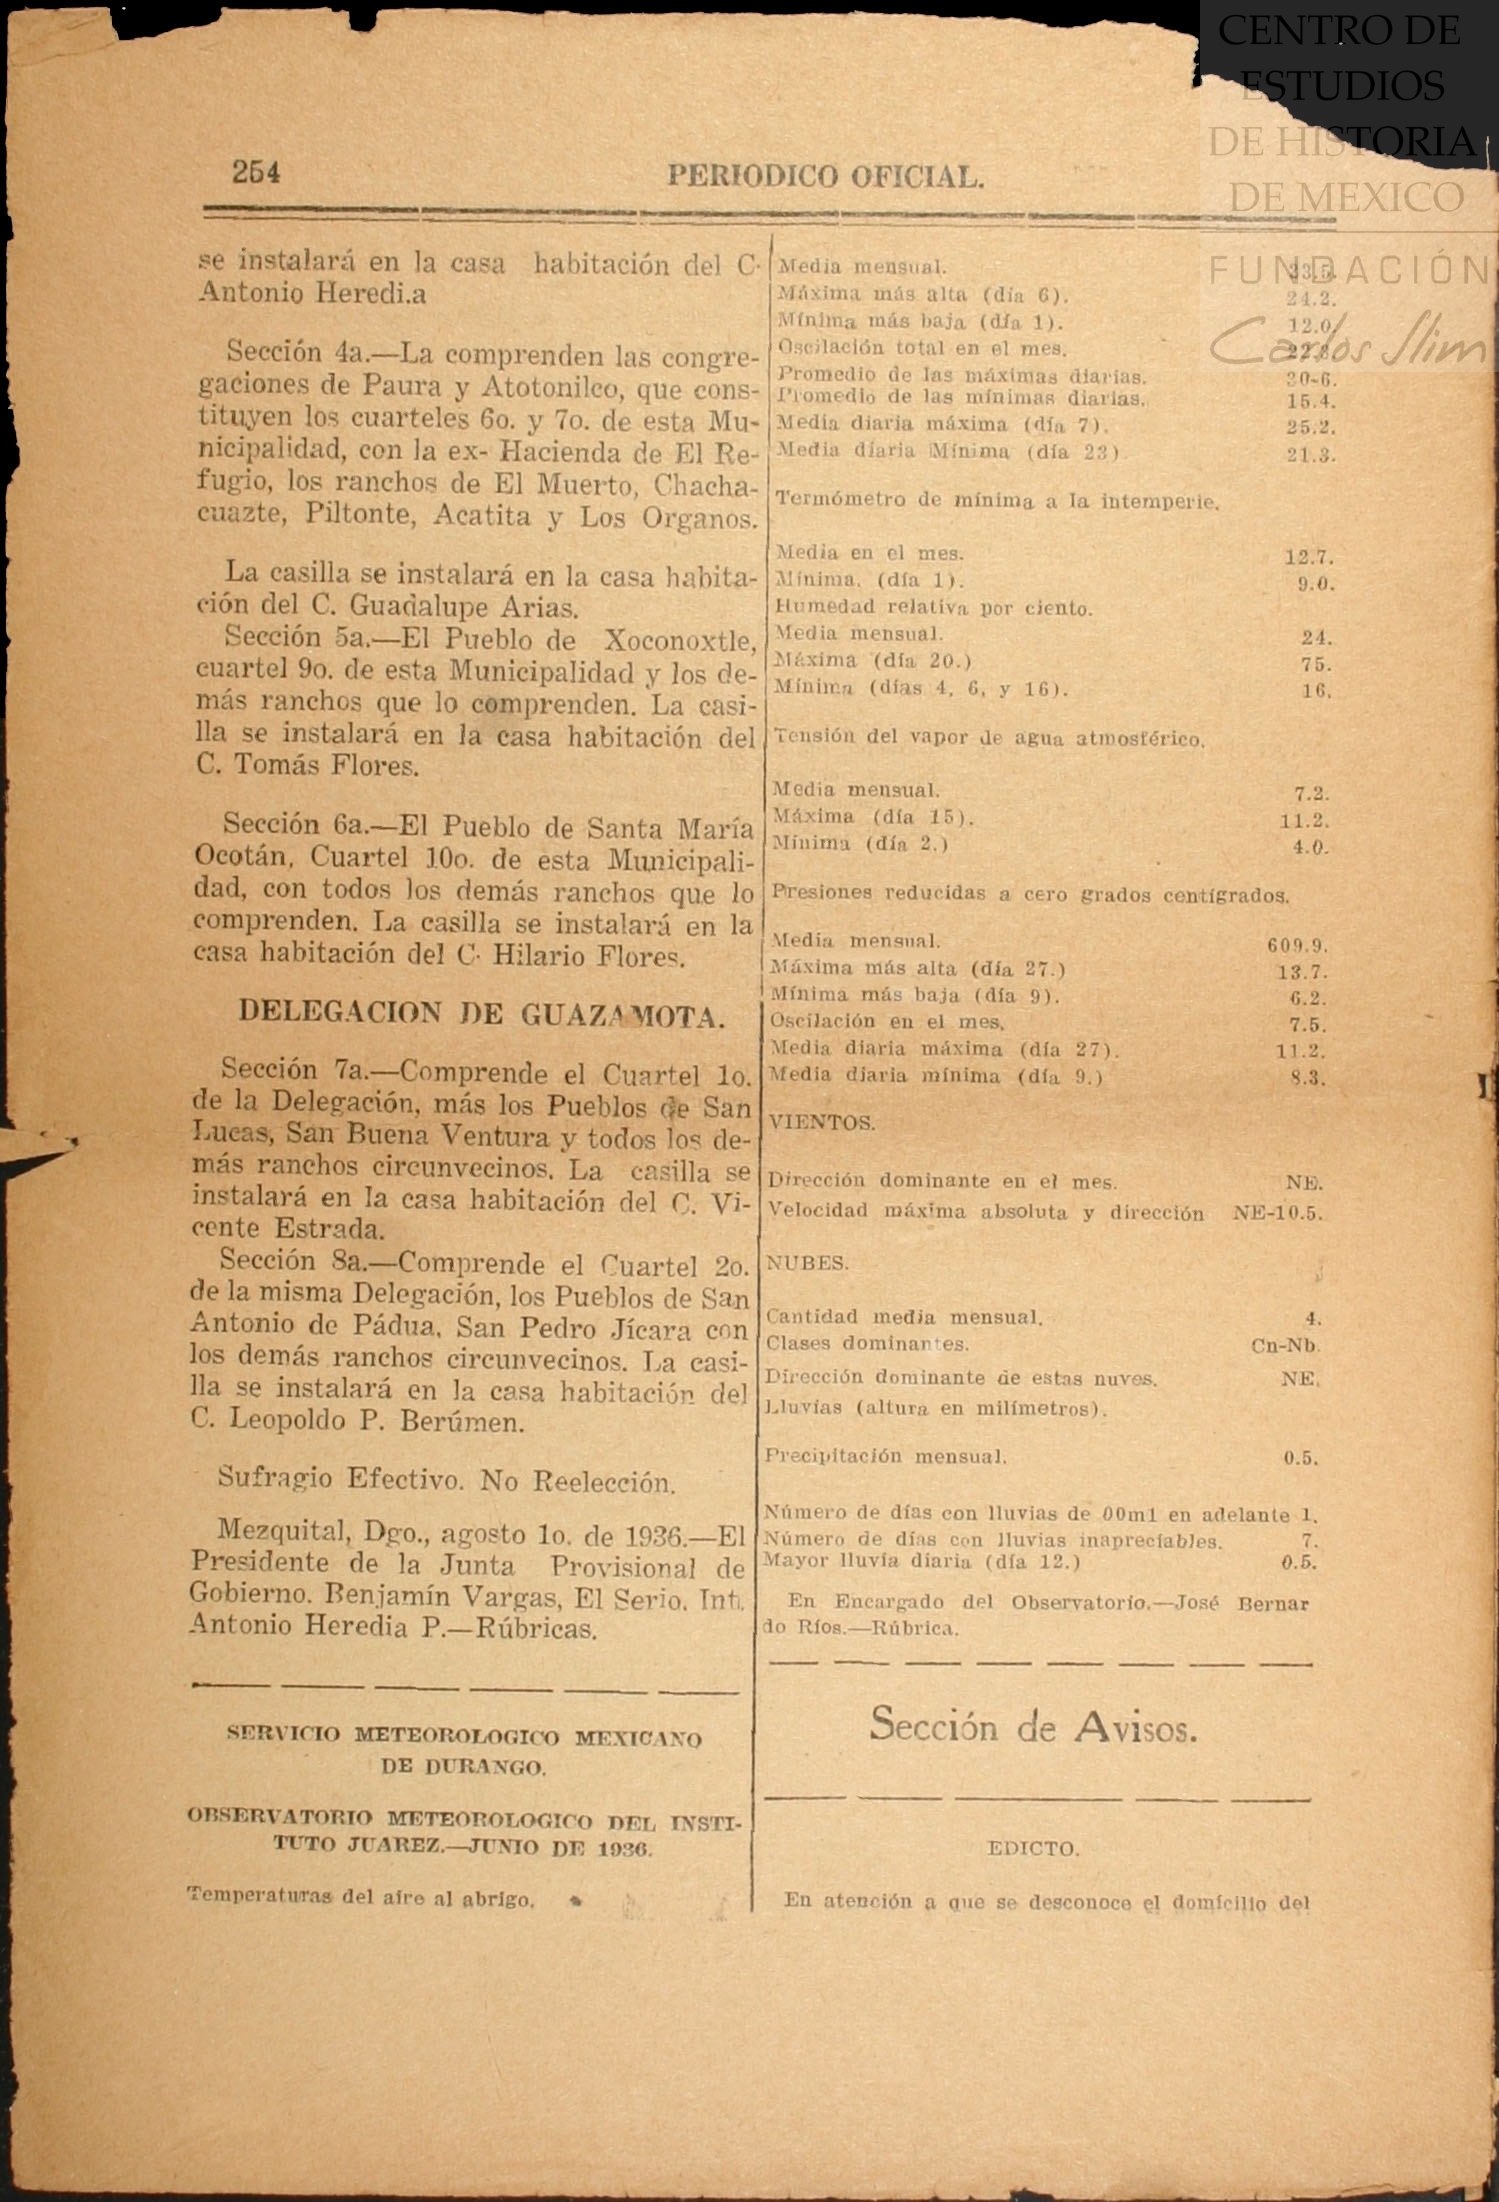 CENTRO DE
ESTUDIOS
DE HISTORIA
DE MEXICO
FUNDACIÓN
Carlos Slim
254
PERIODICO OFICIAL.
se instalará en la casa habitación del C.
Antonio Heredi.a
Sección 4a.—La comprenden las congre-
gaciones de Paura y Atotonilco, que cons-
tituyen los cuarteles 6o. y 7o. de esta Mu-
nicipalidad, con la ex- Hacienda de El Re-
fugio, los ranchos de El Muerto, Chacha-
cuazte, Piltonte, Acatita y Los Organos.
La casilla se instalará en la casa habita-
ción del C. Guadalupe Arias.
Sección 5a.—El Pueblo de Xoconoxtle,
cuartel 9o. de esta Municipalidad y los de-
más ranchos que lo comprenden. La casi-
lla se instalará en la casa habitación del
C. Tomás Flores.
Sección 6a.—El Pueblo de Santa María
Ocotán, Cuartel 10o. de esta Municipali-
dad, con todos los demás ranchos que lo
comprenden. La casilla se instalará en la
casa habitación del C. Hilario Flores.
DELEGACION DE GUAZAMOTA.
Sección 7a.—Comprende el Cuartel 1o.
de la Delegación, más los Pueblos de San
Lucas, San Buena Ventura y todos los de-
más ranchos circunvecinos. La casilla se
instalará en la casa habitación del C. Vi-
cente Estrada.
Sección 8a.—Comprende el Cuartel 2o.
de la misma Delegación, los Pueblos de San
Antonio de Pádua, San Pedro Jícara con
los demás ranchos circunvecinos. La casi-
lla se instalará en la casa habitación del
C. Leopoldo P. Berúmen.
Sufragio Efectivo. No Reelección.
Mezquital, Dgo., agosto 1o. de 1936.—El
Presidente de la Junta Provisional de
Gobierno. Benjamín Vargas, El Serio. Int.
Antonio Heredia P.—Rúbricas.
SERVICIO METEOROLOGICO MEXICANO
DE DURANGO.
OBSERVATORIO METEOROLOGICO DEL INSTI-
TUTO JUAREZ.—JUNIO DE 1936.
Temperaturas del aire al abrigo.
Media mensual. 23.5.
Máxima más alta (día 6). 24.2.
Mínima más baja (día 1). 12.0
Oscilación total en el mes.
Promedio de las máximas diarias. 30-6.
Promedio de las mínimas diarias. 15.4.
Media diaria máxima (día 7). 25.2.
Media diaria Mínima (día 23) 21.3.
Termómetro de mínima a la intemperie.
Media en el mes. 12.7.
Mínima. (día 1). 9.0.
Humedad relativa por ciento.
Media mensual. 24.
Máxima (día 20.) 75.
Mínima (días 4, 6, y 16). 16.
Tensión del vapor de agua atmosférico.
Media mensual. 7.2.
Máxima (día 15). 11.2.
Mínima (día 2.) 4.0.
Presiones reducidas a cero grados centígrados.
Media mensual. 609.9.
Máxima más alta (día 27.) 13.7.
Mínima más baja (día 9). 6.2.
Oscilación en el mes. 7.5.
Media diaria máxima (día 27). 11.2.
Media diaria mínima (día 9.) 8.3.
VIENTOS.
Dirección dominante en el mes. NE.
Velocidad máxima absoluta y dirección NE-10.5.
NUBES.
Cantidad media mensual. 4.
Clases dominantes. Cn-Nb.
Dirección dominante de estas nuves. NE.
Lluvias (altura en milímetros).
Precipitación mensual. 0.5.
Número de días con lluvias de 00m1 en adelante 1.
Número de días con lluvias inapreciables. 7.
Mayor lluvia diaria (día 12.) 0.5.
En Encargado del Observatorio.—José Bernar
do Ríos.—Rúbrica.
Sección de Avisos.
EDICTO.
En atención a que se desconoce el domicilio del